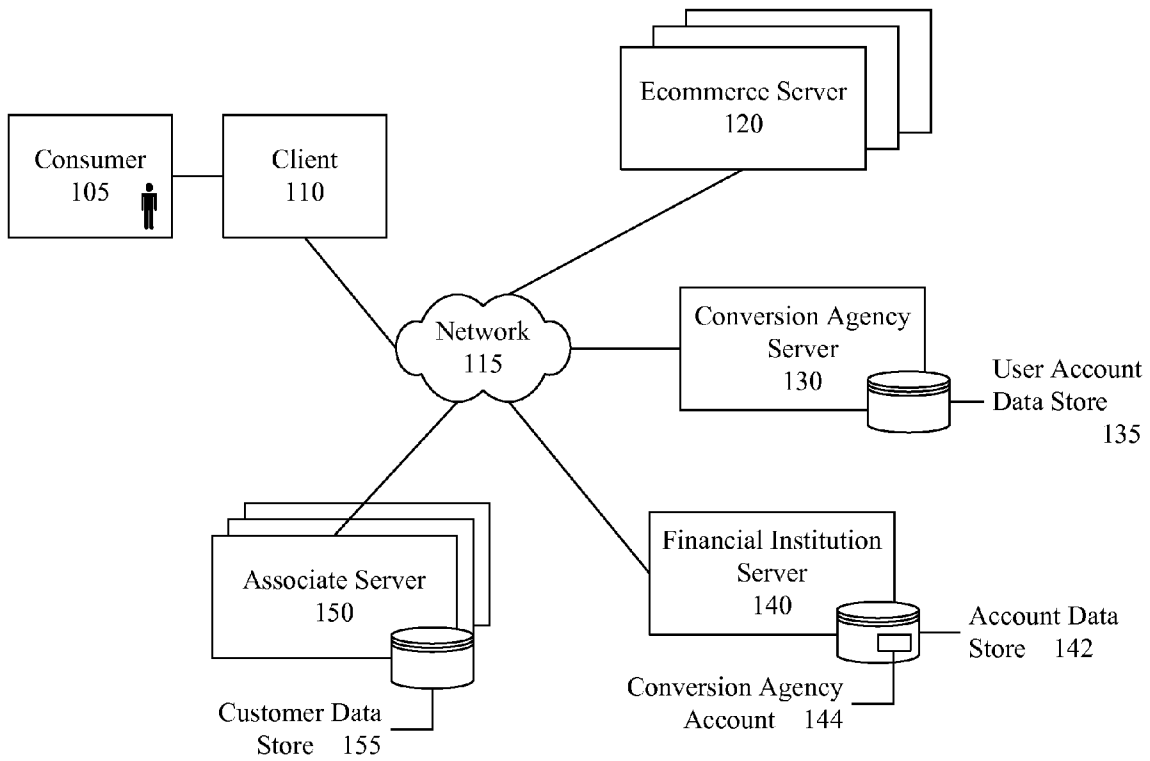 Ecommerce Server
120
Consumer
105
Client
110
Network
115
Conversion Agency
Server
130
User Account
Data Store
135
Associate Server
150
Financial Institution
Server
140
Account Data
Store 142
Conversion Agency
Account 144
Customer Data
Store 155